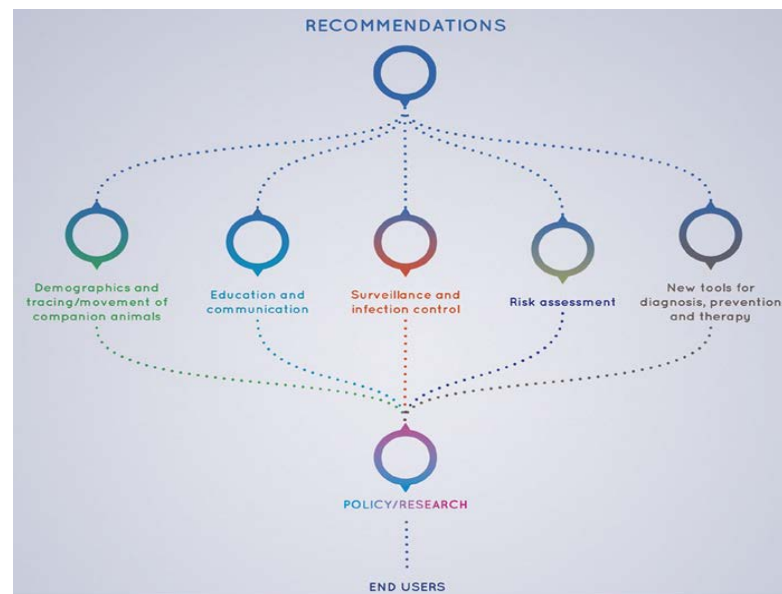 RECOMMENDATIONS
Demographics and
tracing/movement of
companion animals
Education and
communication
Surveillance and
infection control
Risk assessment
New tools for
diagnosis, prevention
and therapy
POLICY/RESEARCH
END USERS